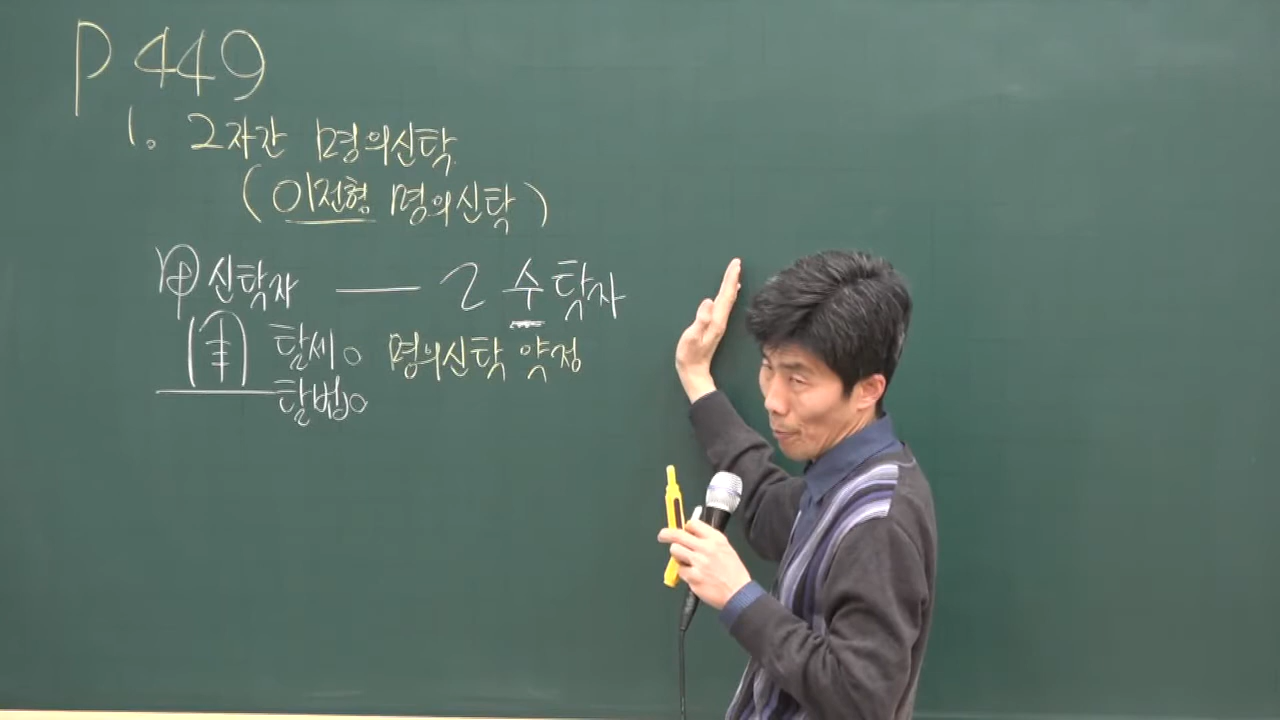 P 449
1. 2자간 명의신탁
(이전형 명의신탁)
甲 신탁자 — 乙 수탁자
탈세。 명의신탁 약정
탈법。